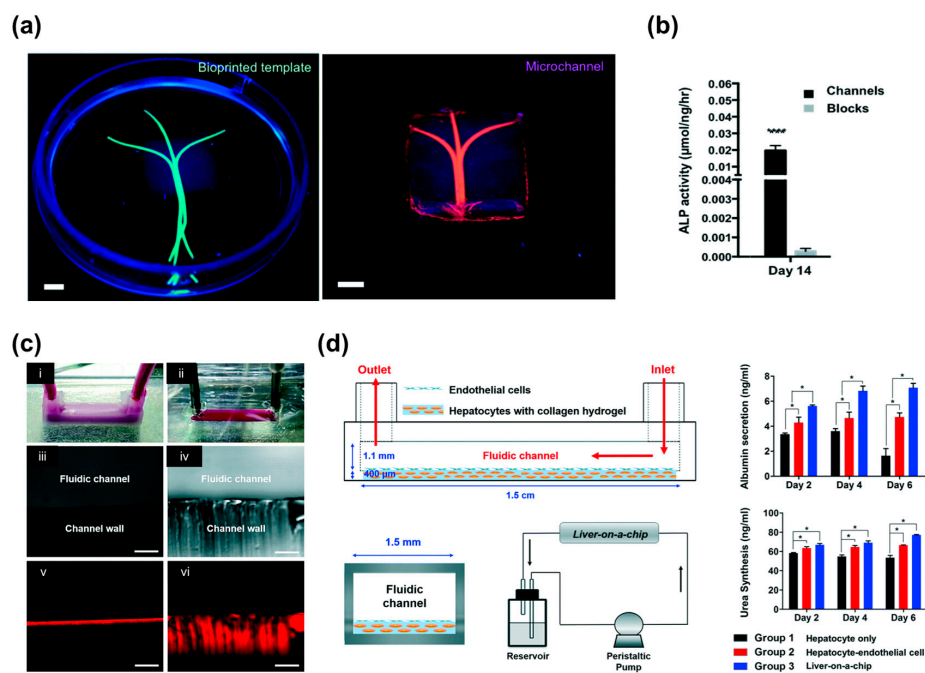 (a)
Bioprinted template
Microchannel
(b)
ALP activity (μmol/ng/hr)
0.06
0.05
0.04
0.03
0.02
0.01
0.004
0.003
0.002
0.001
0.000
****
Channels
Blocks
Day 14
(c)
i
ii
iii
Fluidic channel
Channel wall
iv
Fluidic channel
Channel wall
v
vi
(d)
Outlet
Inlet
Endothelial cells
Hepatocytes with collagen hydrogel
1.1 mm
Fluidic channel
400 μm
1.5 cm
1.5 mm
Fluidic
channel
Liver-on-a-chip
Reservoir
Peristaltic
Pump
Albumin secretion (ng/ml)
8
6
4
2
0
* * * * * *
Day 2 Day 4 Day 6
Urea Synthesis (ng/ml)
100
80
60
40
20
0
* * * * * *
Day 2 Day 4 Day 6
Group 1 Hepatocyte only
Group 2 Hepatocyte-endothelial cell
Group 3 Liver-on-a-chip